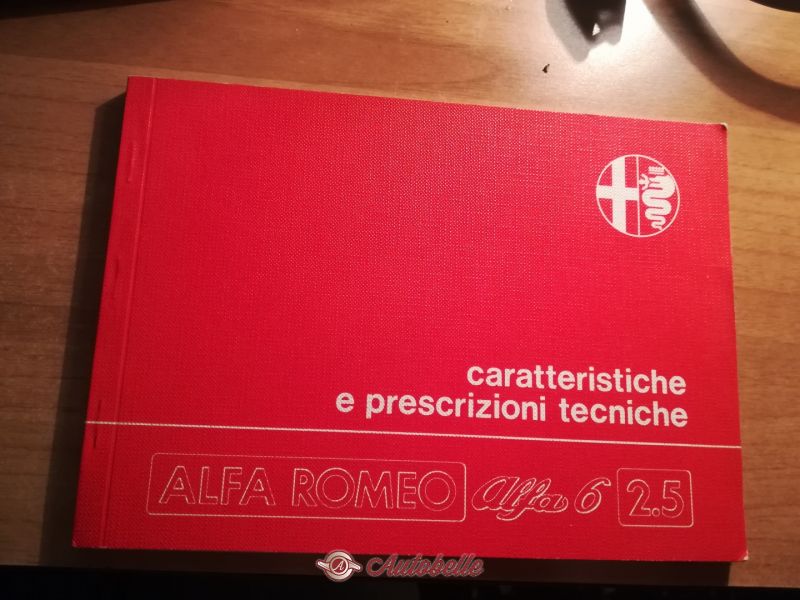 caratteristiche
e prescrizioni tecniche
ALFA ROMEO alfa 6 2.5
A Autobelle